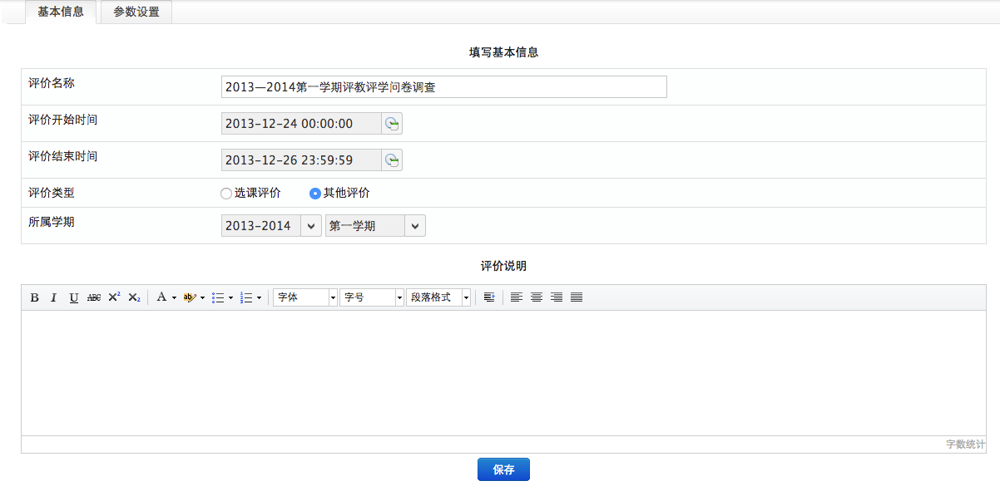 基本信息 参数设置
填写基本信息
评价名称 2013—2014第一学期评教评学问卷调查
评价开始时间 2013-12-24 00:00:00
评价结束时间 2013-12-26 23:59:59
评价类型 选课评价 其他评价
所属学期 2013-2014 第一学期
评价说明
B I U ABC X² X₂ A ab 字体 字号 段落格式
字数统计
保存